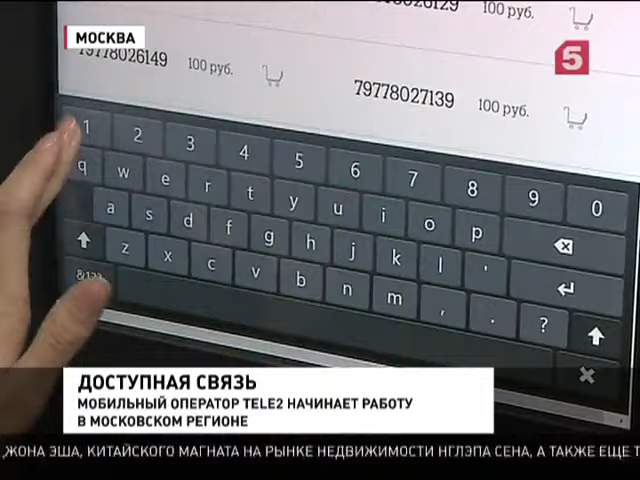 МОСКВА
5
100 руб.
79778026149 100 руб.
79778027139 100 руб.
1 2 3 4 5 6 7 8 9 0
q w e r t y u i o p
a s d f g h j k l '
z x c v b n m , . ?
&123
ДОСТУПНАЯ СВЯЗЬ
МОБИЛЬНЫЙ ОПЕРАТОР TELE2 НАЧИНАЕТ РАБОТУ
В МОСКОВСКОМ РЕГИОНЕ
ДЖОНА ЭША, КИТАЙСКОГО МАГНАТА НА РЫНКЕ НЕДВИЖИМОСТИ НГЛЭПА СЕНА, А ТАКЖЕ ЕЩЕ